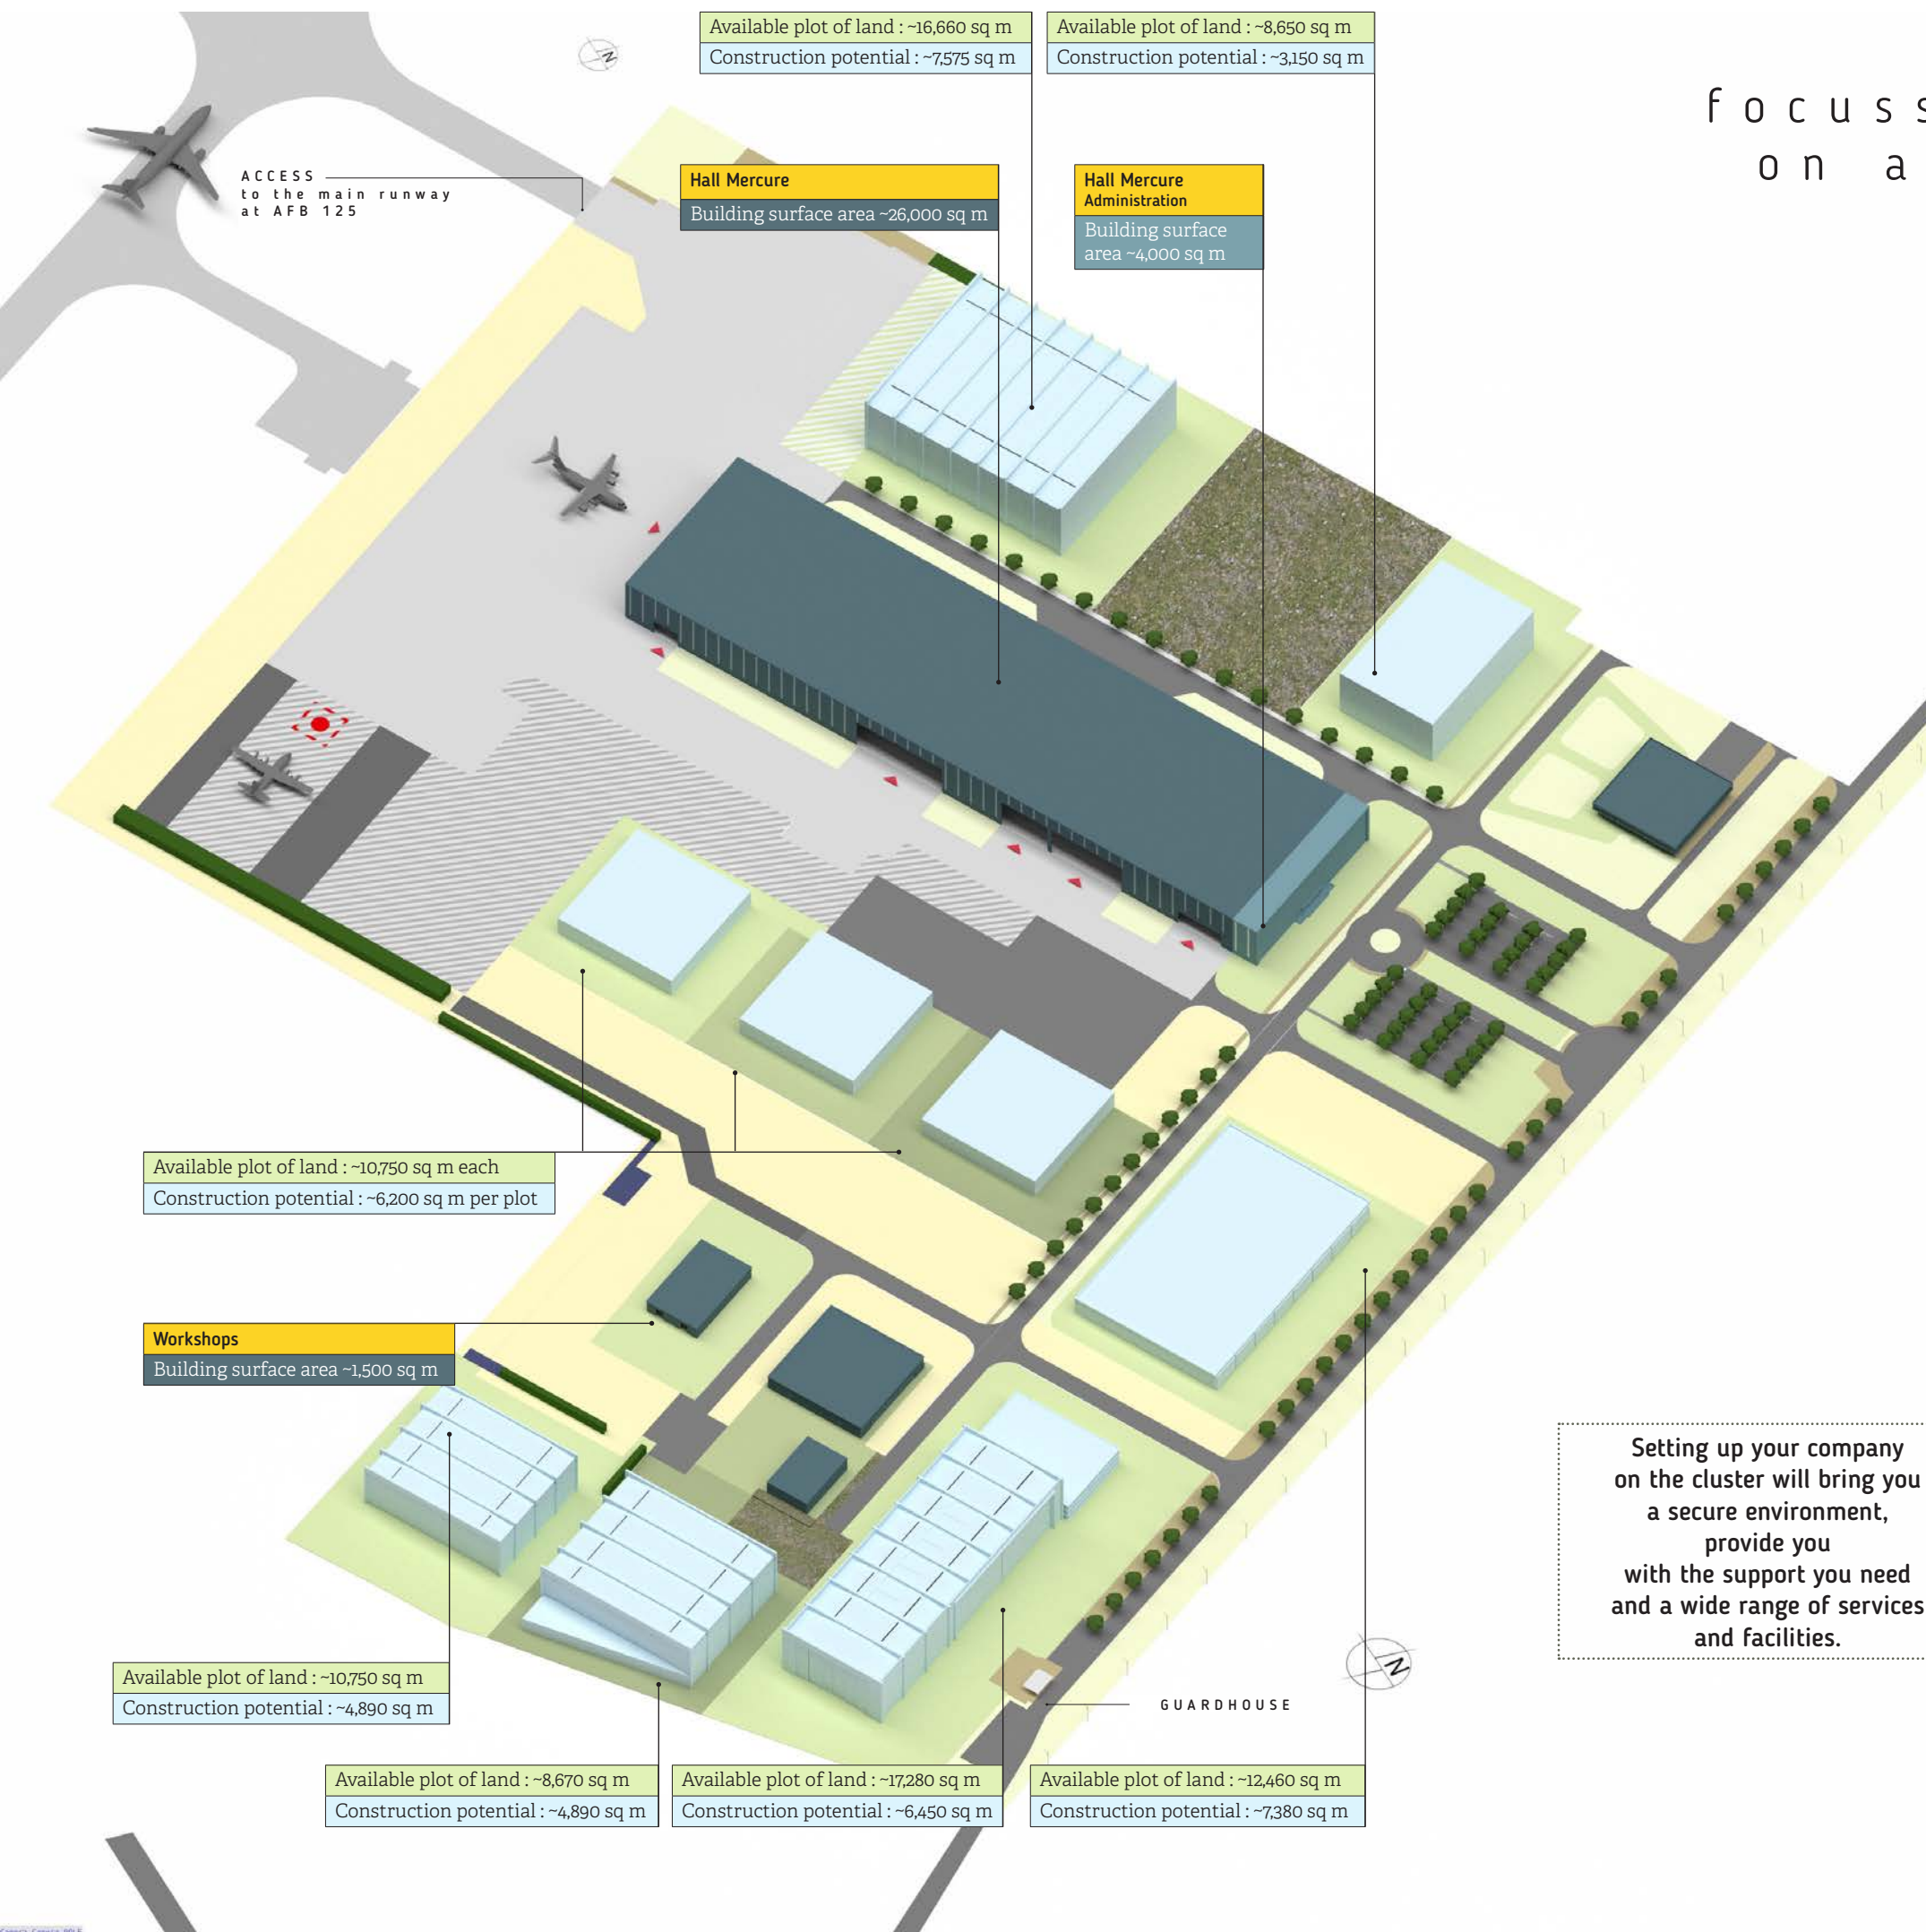 Available plot of land : ~16,660 sq m
Construction potential : ~7,575 sq m
Available plot of land : ~8,650 sq m
Construction potential : ~3,150 sq m
N
focuss
on a
ACCESS
to the main runway
at AFB 125
Hall Mercure
Building surface area ~26,000 sq m
Hall Mercure
Administration
Building surface
area ~4,000 sq m
Available plot of land : ~10,750 sq m each
Construction potential : ~6,200 sq m per plot
Workshops
Building surface area ~1,500 sq m
Setting up your company
on the cluster will bring you
a secure environment,
provide you
with the support you need
and a wide range of services
and facilities.
Available plot of land : ~10,750 sq m
Construction potential : ~4,890 sq m
N
GUARDHOUSE
Available plot of land : ~8,670 sq m
Construction potential : ~4,890 sq m
Available plot of land : ~17,280 sq m
Construction potential : ~6,450 sq m
Available plot of land : ~12,460 sq m
Construction potential : ~7,380 sq m